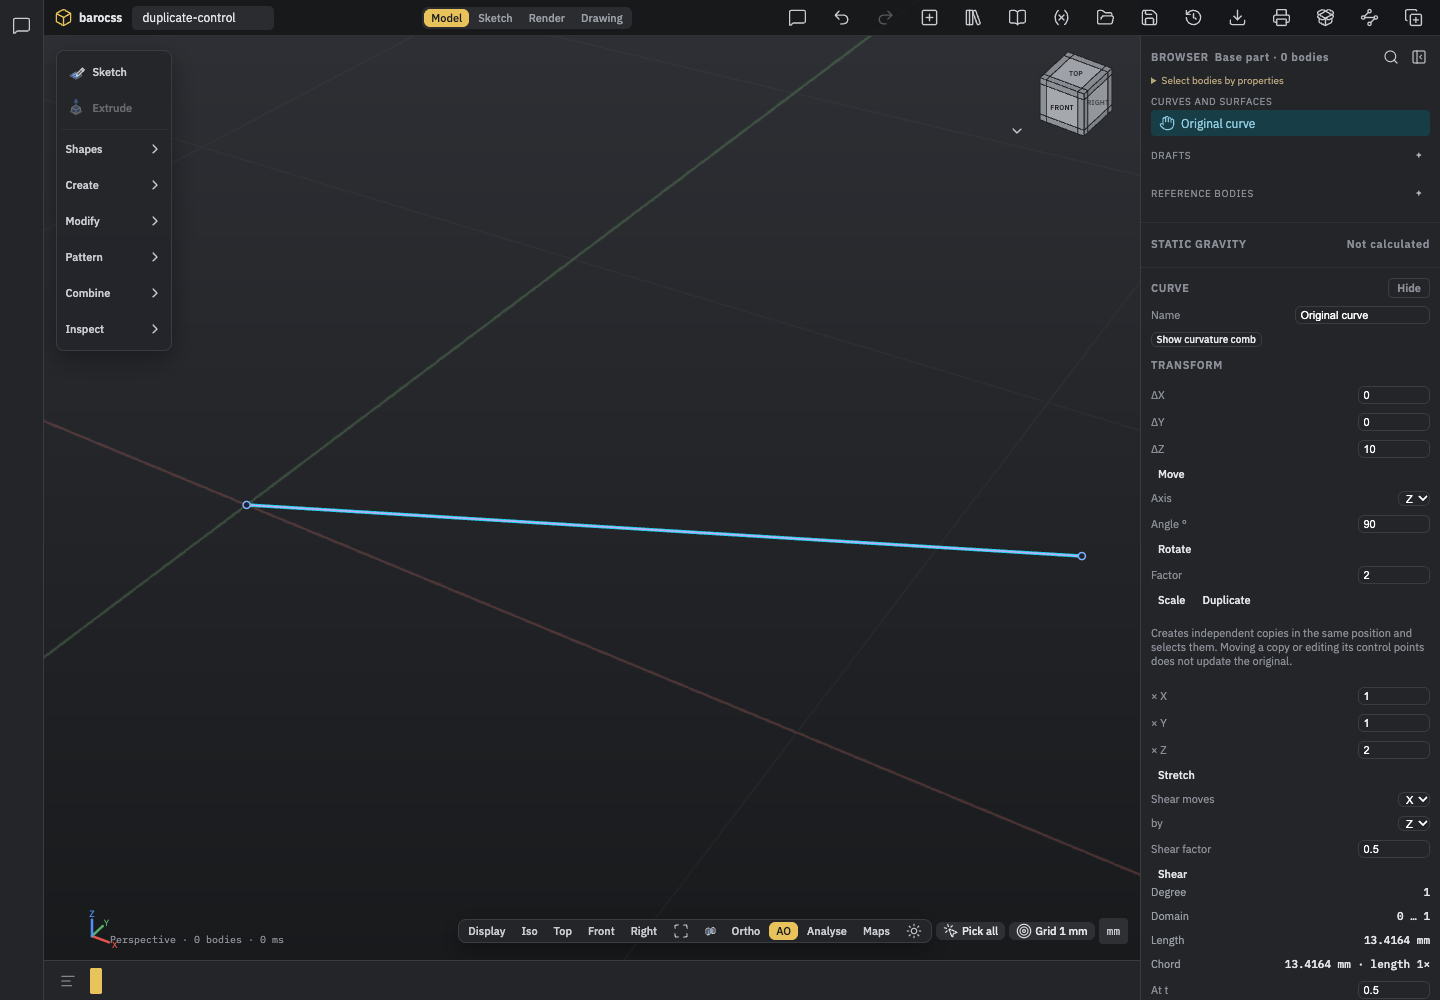 barocss
duplicate-control
Model
Sketch
Render
Drawing
Sketch
Extrude
Shapes
Create
Modify
Pattern
Combine
Inspect
TOP
FRONT
RIGHT
BROWSER Base part · 0 bodies
Select bodies by properties
CURVES AND SURFACES
Original curve
DRAFTS +
REFERENCE BODIES +
STATIC GRAVITY Not calculated
CURVE Hide
Name Original curve
Show curvature comb
TRANSFORM
ΔX 0
ΔY 0
ΔZ 10
Move
Axis Z
Angle ° 90
Rotate
Factor 2
Scale Duplicate
Creates independent copies in the same position and
selects them. Moving a copy or editing its control points
does not update the original.
× X 1
× Y 1
× Z 2
Stretch
Shear moves X
by Z
Shear factor 0.5
Shear
Degree 1
Domain 0 … 1
Length 13.4164 mm
Chord 13.4164 mm · length 1×
At t 0.5
Z
Y
X
Perspective · 0 bodies · 0 ms
Display Iso Top Front Right Ortho AO Analyse Maps
Pick all
Grid 1 mm
mm